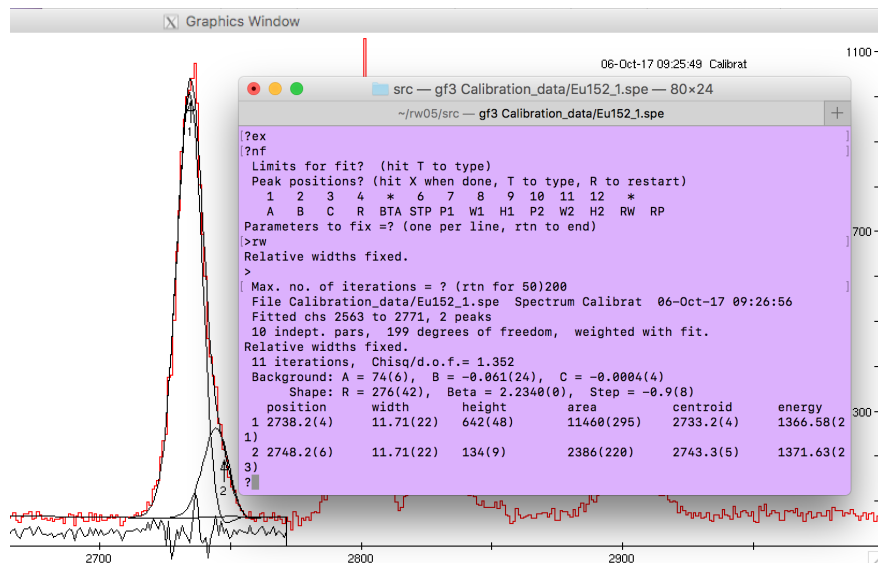 Graphics Window
1100
06-Oct-17 09:25:49 Calibrat
src — gf3 Calibration_data/Eu152_1.spe — 80×24
~/rw05/src — gf3 Calibration_data/Eu152_1.spe
+
[?ex ]
[?nf ]
Limits for fit? (hit T to type)
Peak positions? (hit X when done, T to type, R to restart)
1 2 3 4 * 6 7 8 9 10 11 12 *
A B C R BTA STP P1 W1 H1 P2 W2 H2 RW RP
Parameters to fix =? (one per line, rtn to end)
[>rw ]
Relative widths fixed.
>
[ Max. no. of iterations = ? (rtn for 50)200 ]
File Calibration_data/Eu152_1.spe Spectrum Calibrat 06-Oct-17 09:26:56
Fitted chs 2563 to 2771, 2 peaks
10 indept. pars, 199 degrees of freedom, weighted with fit.
Relative widths fixed.
11 iterations, Chisq/d.o.f.= 1.352
Background: A = 74(6), B = -0.061(24), C = -0.0004(4)
Shape: R = 276(42), Beta = 2.2340(0), Step = -0.9(8)
position width height area centroid energy
1 2738.2(4) 11.71(22) 642(48) 11460(295) 2733.2(4) 1366.58(2
1)
2 2748.2(6) 11.71(22) 134(9) 2386(220) 2743.3(5) 1371.63(2
3)
?
1
2
700
300
2700 2800 2900